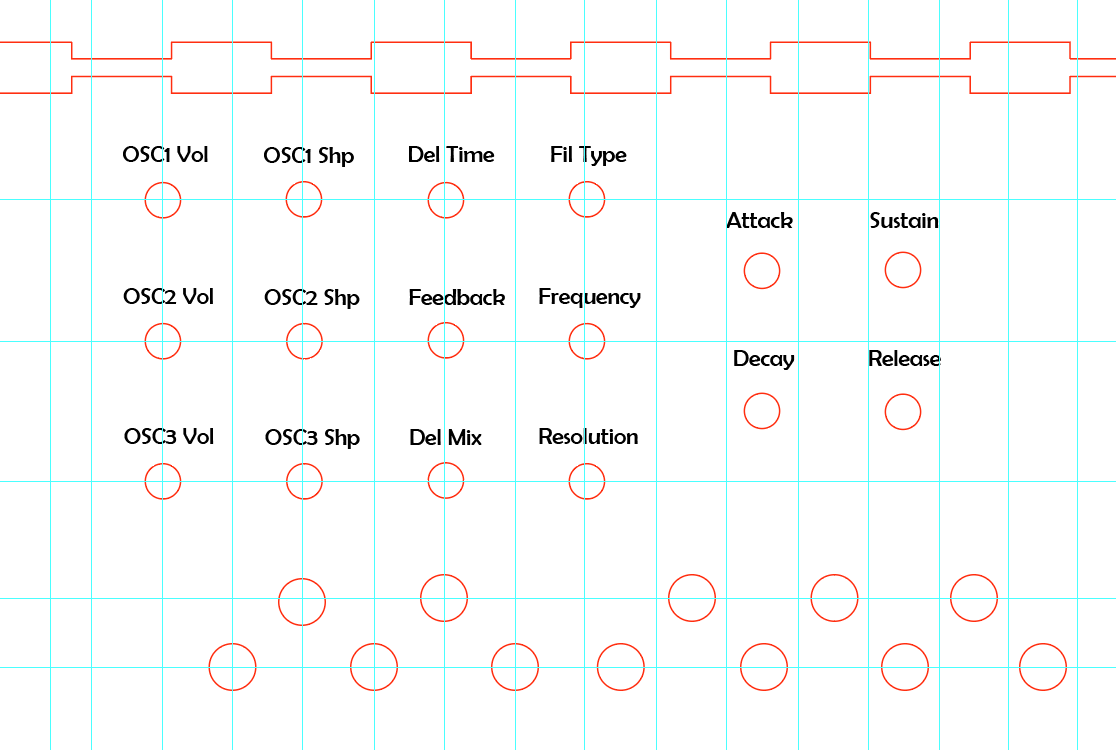 OSC1 Vol
OSC1 Shp
Del Time
Fil Type
Attack
Sustain
OSC2 Vol
OSC2 Shp
Feedback
Frequency
Decay
Release
OSC3 Vol
OSC3 Shp
Del Mix
Resolution